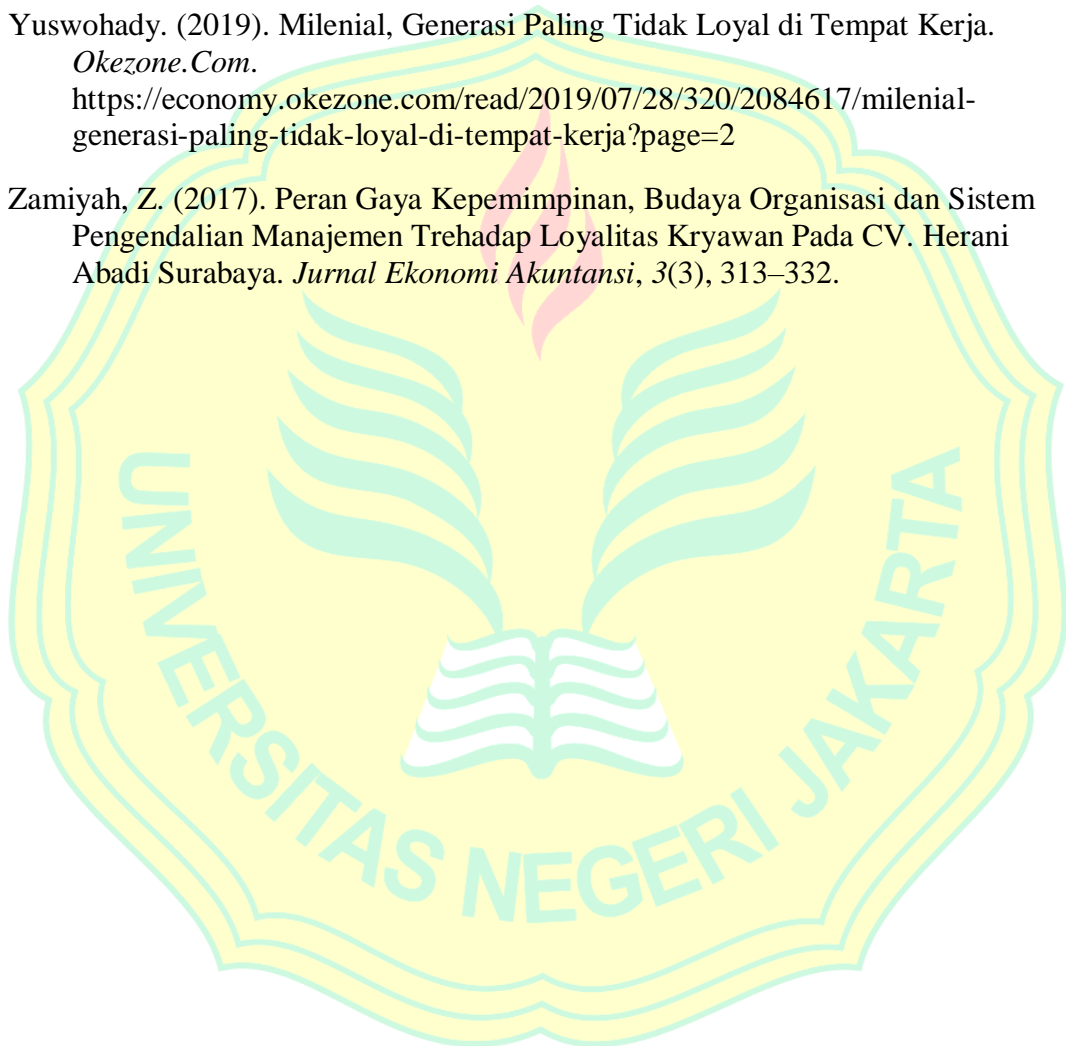 Yuswohady. (2019). Milenial, Generasi Paling Tidak Loyal di Tempat Kerja.
Okezone.Com.
https://economy.okezone.com/read/2019/07/28/320/2084617/milenial-
generasi-paling-tidak-loyal-di-tempat-kerja?page=2
Zamiyah, Z. (2017). Peran Gaya Kepemimpinan, Budaya Organisasi dan Sistem
Pengendalian Manajemen Trehadap Loyalitas Kryawan Pada CV. Herani
Abadi Surabaya. Jurnal Ekonomi Akuntansi, 3(3), 313–332.
UNIVERSITAS NEGERI JAKARTA